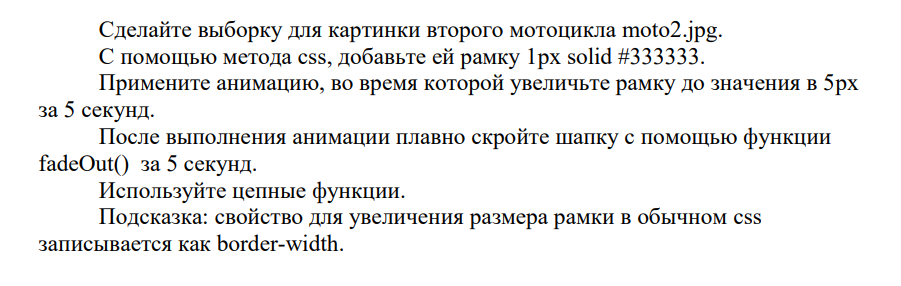 Сделайте выборку для картинки второго мотоцикла moto2.jpg.
С помощью метода css, добавьте ей рамку 1px solid #333333.
Примените анимацию, во время которой увеличьте рамку до значения в 5px
за 5 секунд.
После выполнения анимации плавно скройте шапку с помощью функции
fadeOut() за 5 секунд.
Используйте цепные функции.
Подсказка: свойство для увеличения размера рамки в обычном css
записывается как border-width.